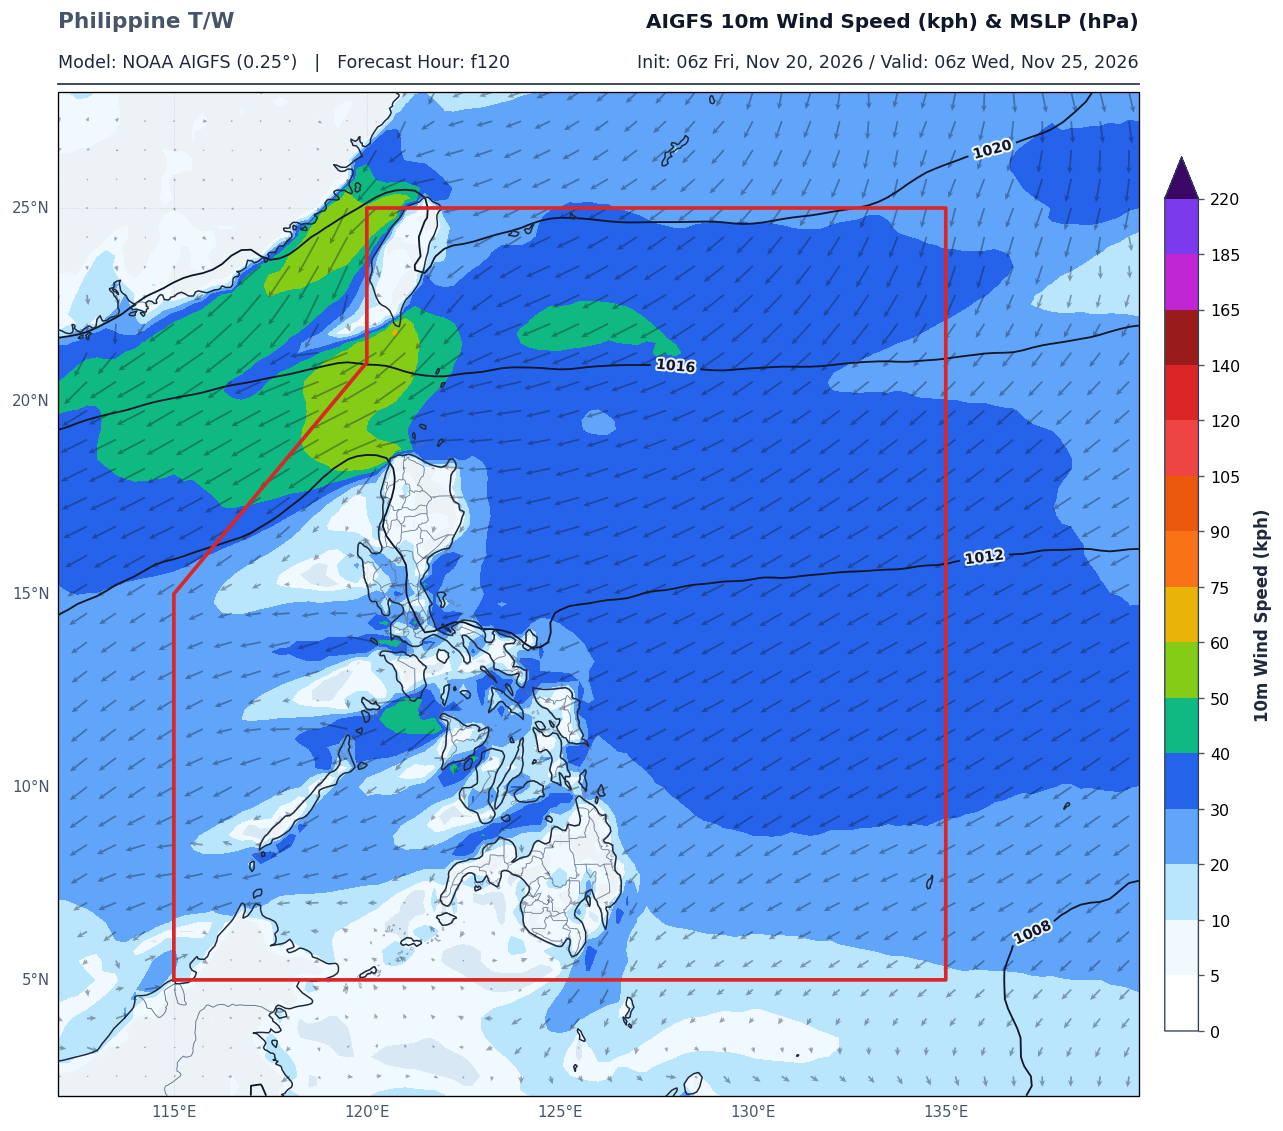 Philippine T/W
AIGFS 10m Wind Speed (kph) & MSLP (hPa)
Model: NOAA AIGFS (0.25°)   |   Forecast Hour: f120
Init: 06z Fri, Nov 20, 2026 / Valid: 06z Wed, Nov 25, 2026
1020
1016
1012
1008
25°N
20°N
15°N
10°N
5°N
115°E
120°E
125°E
130°E
135°E
220
185
165
140
120
105
90
75
60
50
40
30
20
10
5
0
10m Wind Speed (kph)